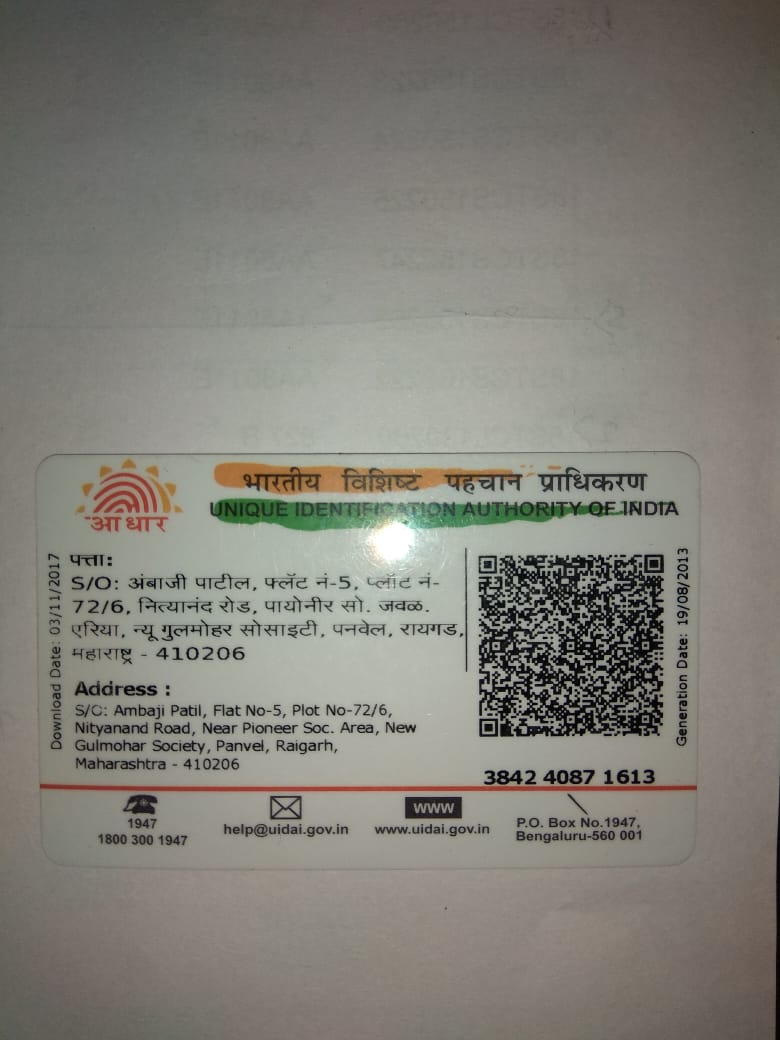 भारतीय विशिष्ट पहचान प्राधिकरण
UNIQUE IDENTIFICATION AUTHORITY OF INDIA
आधार
Download Date: 03/11/2017
पत्ता:
S/O: अंबाजी पाटील, फ्लॅट नं-5, प्लॉट नं-
72/6, नित्यानंद रोड, पायोनीर सो. जवळ.
एरिया, न्यू गुलमोहर सोसाइटी, पनवेल, रायगड,
महाराष्ट्र - 410206
Address :
S/O: Ambaji Patil, Flat No-5, Plot No-72/6,
Nityanand Road, Near Pioneer Soc. Area, New
Gulmohar Society, Panvel, Raigarh,
Maharashtra - 410206
Generation Date: 19/08/2013
3842 4087 1613
1947
1800 300 1947
help@uidai.gov.in
WWW
www.uidai.gov.in
P.O. Box No.1947,
Bengaluru-560 001